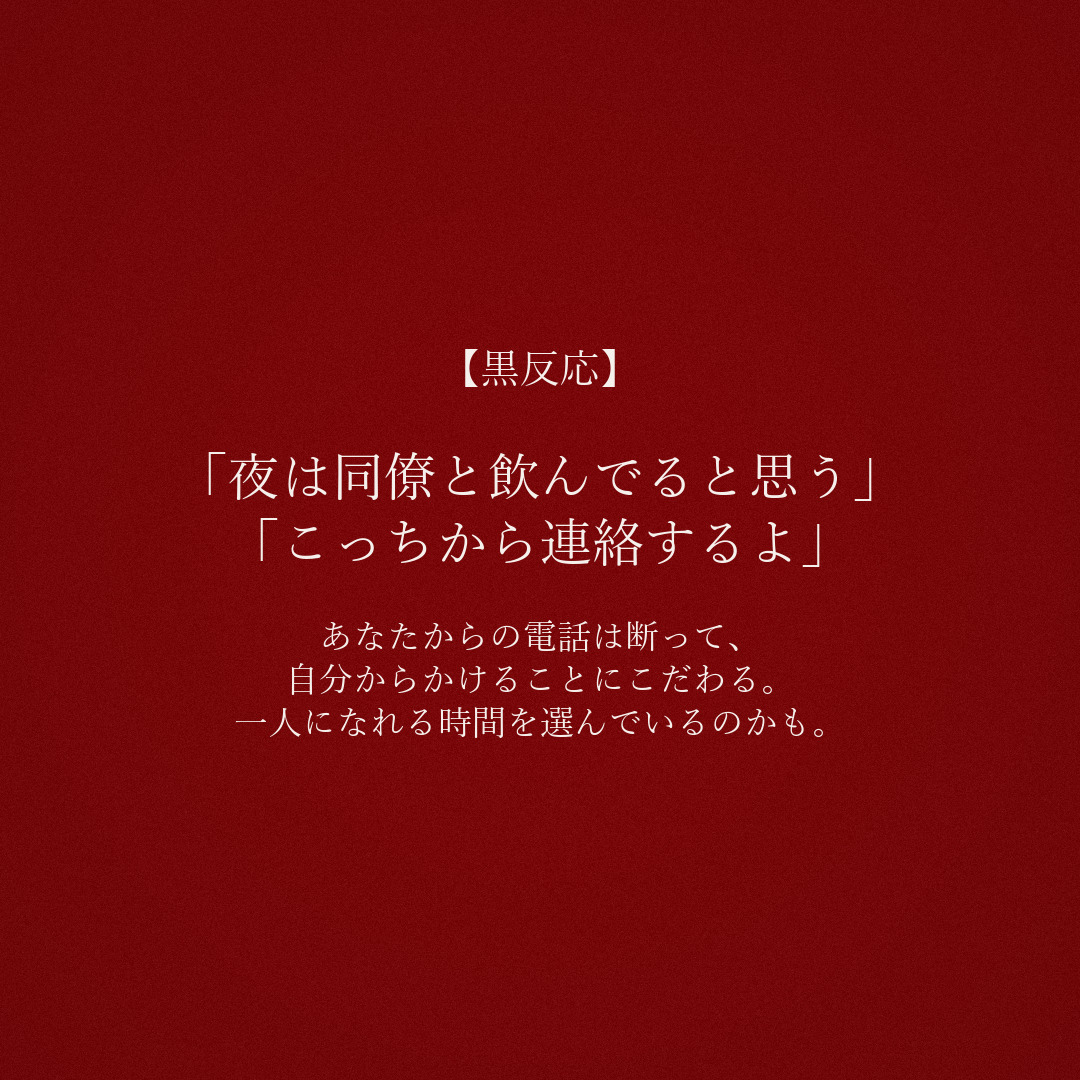 【黒反応】
「夜は同僚と飲んでると思う」
「こっちから連絡するよ」
あなたからの電話は断って、
自分からかけることにこだわる。
一人になれる時間を選んでいるのかも。